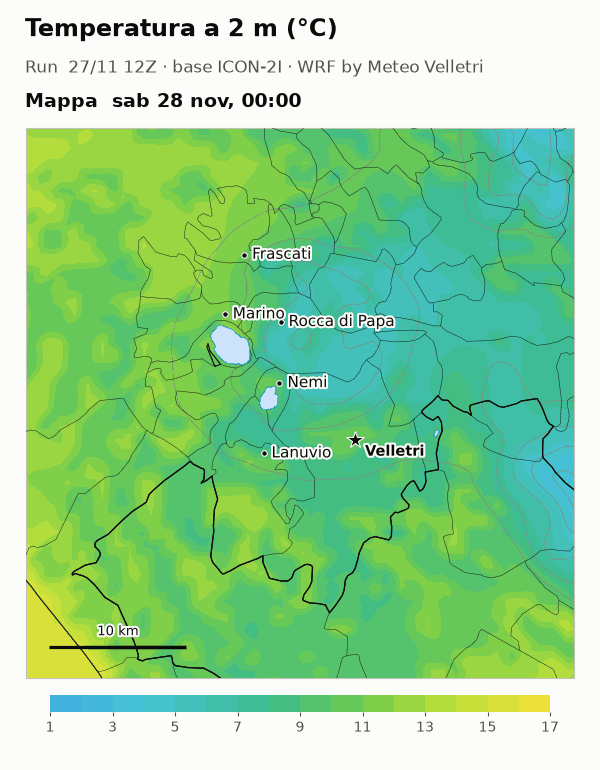 Temperatura a 2 m (°C)
Run  27/11 12Z · base ICON-2I · WRF by Meteo Velletri
Mappa  sab 28 nov, 00:00
Frascati
Marino
Rocca di Papa
Nemi
Velletri
Lanuvio
10 km
1 3 5 7 9 11 13 15 17